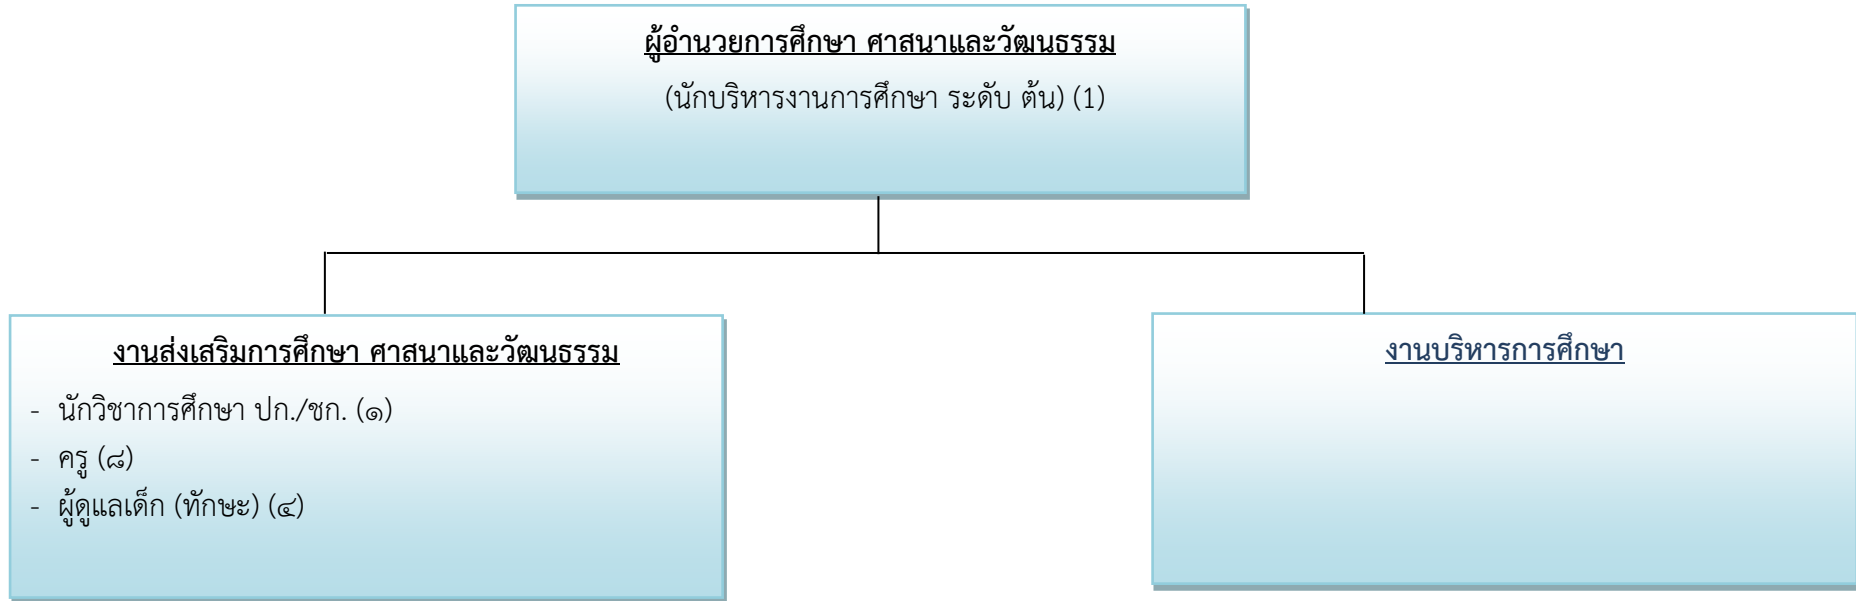 ผู้อำนวยการศึกษา ศาสนาและวัฒนธรรม
(นักบริหารงานการศึกษา ระดับ ต้น) (1)
งานส่งเสริมการศึกษา ศาสนาและวัฒนธรรม
- นักวิชาการศึกษา ปก./ชก. (๑)
- ครู (๘)
- ผู้ดูแลเด็ก (ทักษะ) (๔)
งานบริหารการศึกษา